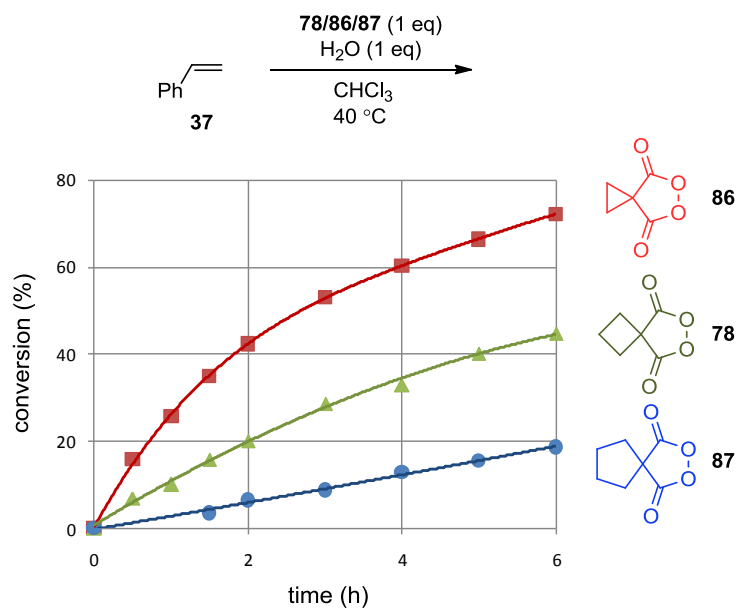 78/86/87 (1 eq)
H₂O (1 eq)
Ph
37
CHCl₃
40 °C
80
60
40
20
0
0 2 4 6
conversion (%)
time (h)
O
O
O
O
86
O
O
O
O
78
O
O
O
O
87